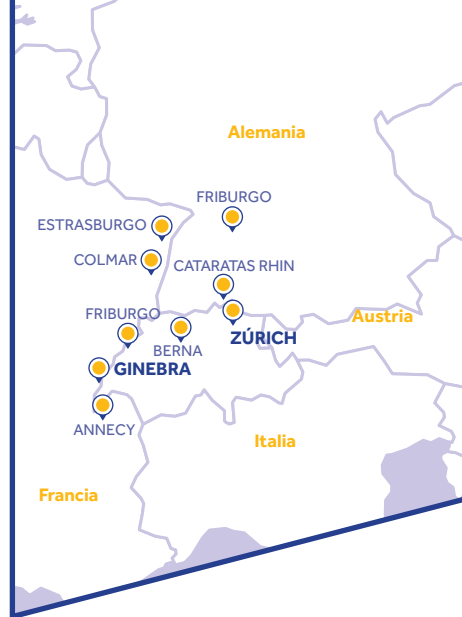 Alemania
FRIBURGO
ESTRASBURGO
COLMAR
CATARATAS RHIN
FRIBURGO
Austria
ZÚRICH
BERNA
GINEBRA
ANNECY
Italia
Francia